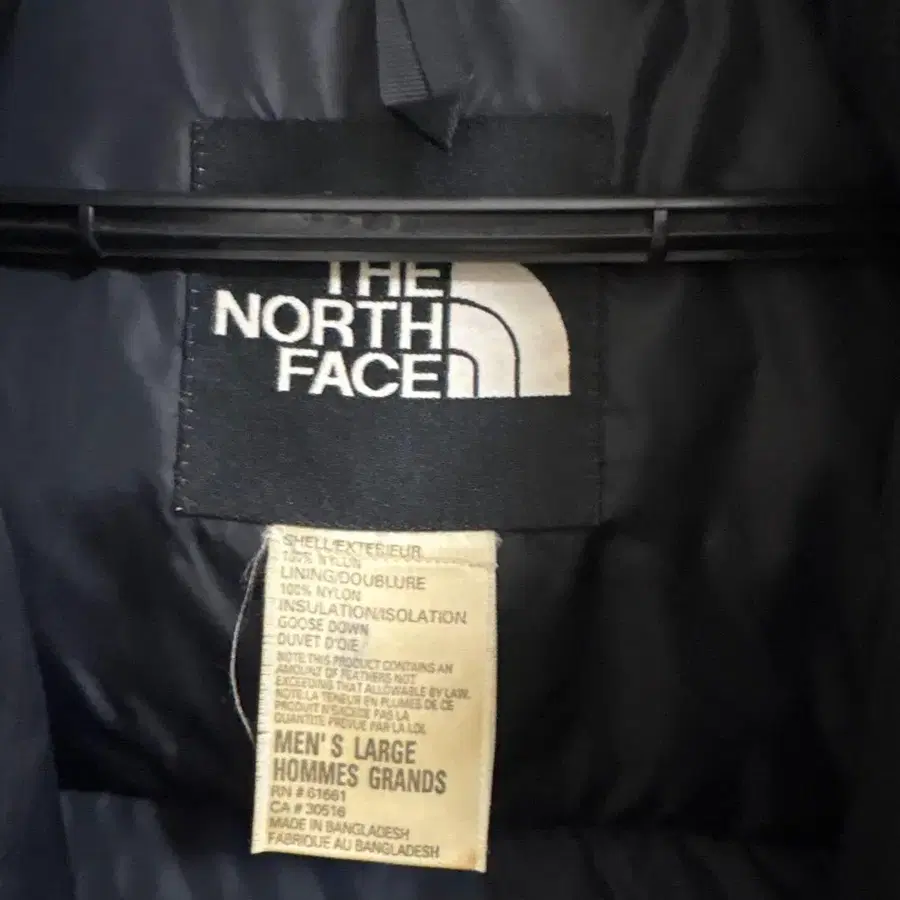 THE
NORTH
FACE
SHELL/EXTERIEUR
100% NYLON
LINING/DOUBLURE
100% NYLON
INSULATION/ISOLATION
GOOSE DOWN
DUVET D'OIE
NOTE:THIS PRODUCT CONTAINS AN
AMOUNT OF FEATHERS NOT
EXCEEDING THAT ALLOWABLE BY LAW.
NOTE:LA TENEUR EN PLUMES DE CE
PRODUIT N'EXCEDE PAS LA
QUANTITE PREVUE PAR LA LOI.
MEN'S LARGE
HOMMES GRANDS
RN # 61661
CA # 30516
MADE IN BANGLADESH
FABRIQUE AU BANGLADESH